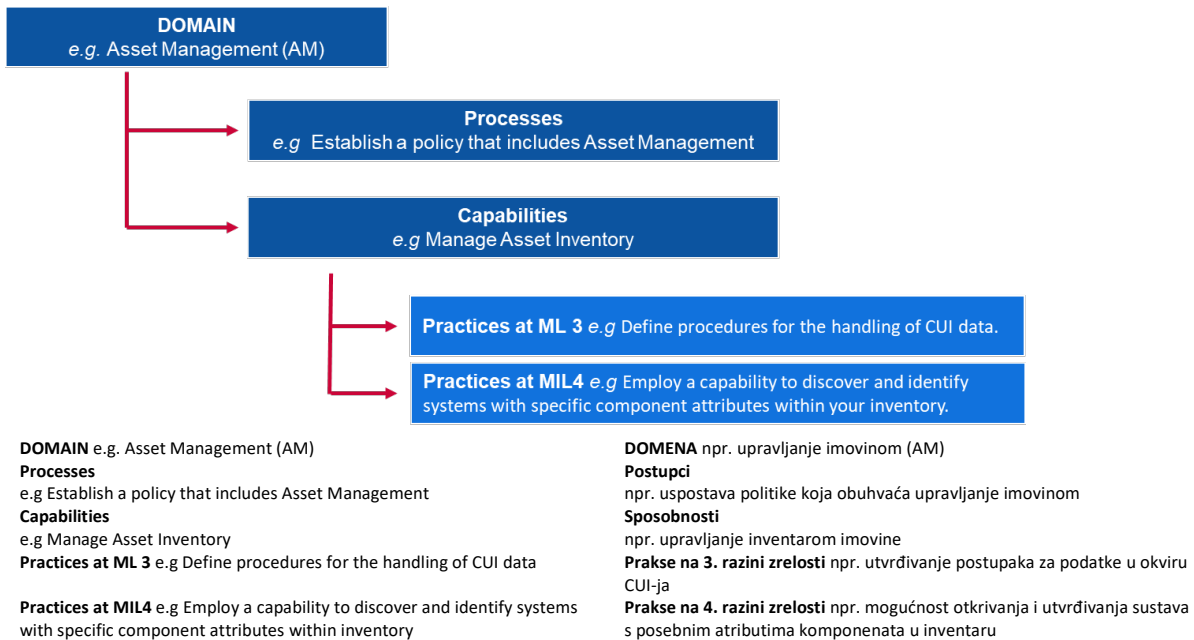 DOMAIN
e.g. Asset Management (AM)
Processes
e.g Establish a policy that includes Asset Management
Capabilities
e.g Manage Asset Inventory
Practices at ML 3 e.g Define procedures for the handling of CUI data.
Practices at MIL4 e.g Employ a capability to discover and identify
systems with specific component attributes within your inventory.
DOMAIN e.g. Asset Management (AM)
Processes
e.g Establish a policy that includes Asset Management
Capabilities
e.g Manage Asset Inventory
Practices at ML 3 e.g Define procedures for the handling of CUI data
Practices at MIL4 e.g Employ a capability to discover and identify systems
with specific component attributes within inventory
DOMENA npr. upravljanje imovinom (AM)
Postupci
npr. uspostava politike koja obuhvaća upravljanje imovinom
Sposobnosti
npr. upravljanje inventarom imovine
Prakse na 3. razini zrelosti npr. utvrđivanje postupaka za podatke u okviru
CUI-ja
Prakse na 4. razini zrelosti npr. mogućnost otkrivanja i utvrđivanja sustava
s posebnim atributima komponenata u inventaru